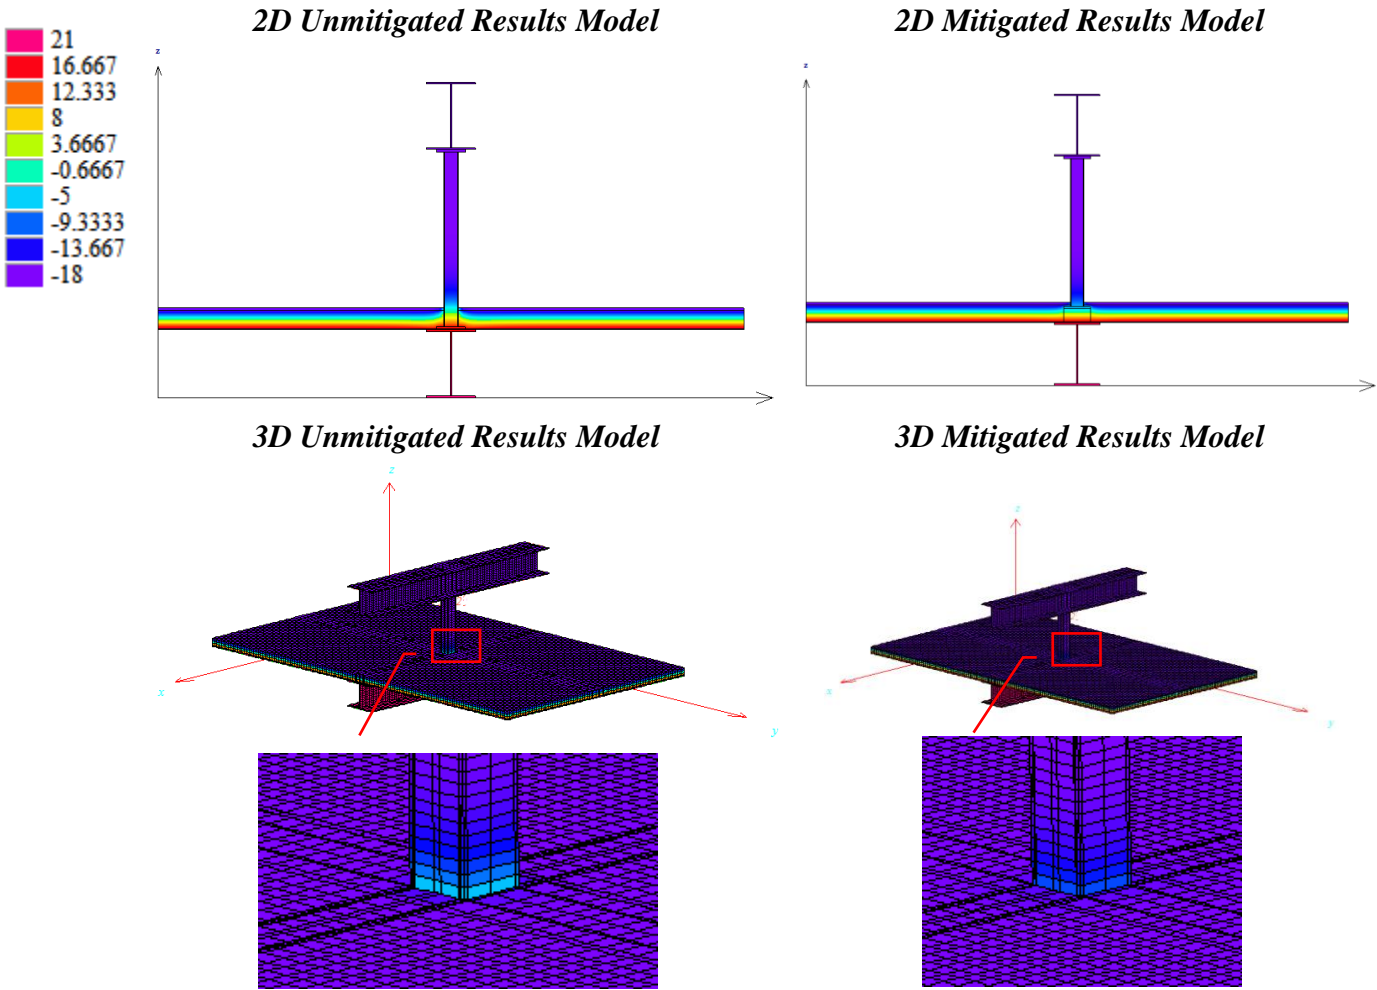 2D Unmitigated Results Model
2D Mitigated Results Model
21
16.667
12.333
8
3.6667
-0.6667
-5
-9.3333
-13.667
-18
z
z
3D Unmitigated Results Model
3D Mitigated Results Model
z
x
y
z
x
y